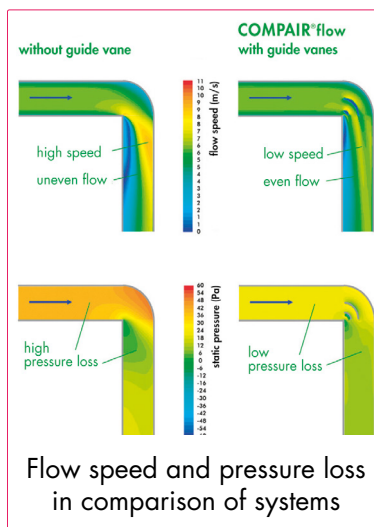 without guide vane
COMPAIR®flow
with guide vanes
high speed
uneven flow
11
10
9
8
7
6
5
4
3
2
1
0
flow speed (m/s)
low speed
even flow
high
pressure loss
60
54
48
42
36
30
24
18
12
6
0
-6
-12
-18
-24
-30
-36
-42
-48
-54
static pressure (Pa)
low
pressure loss
Flow speed and pressure loss
in comparison of systems